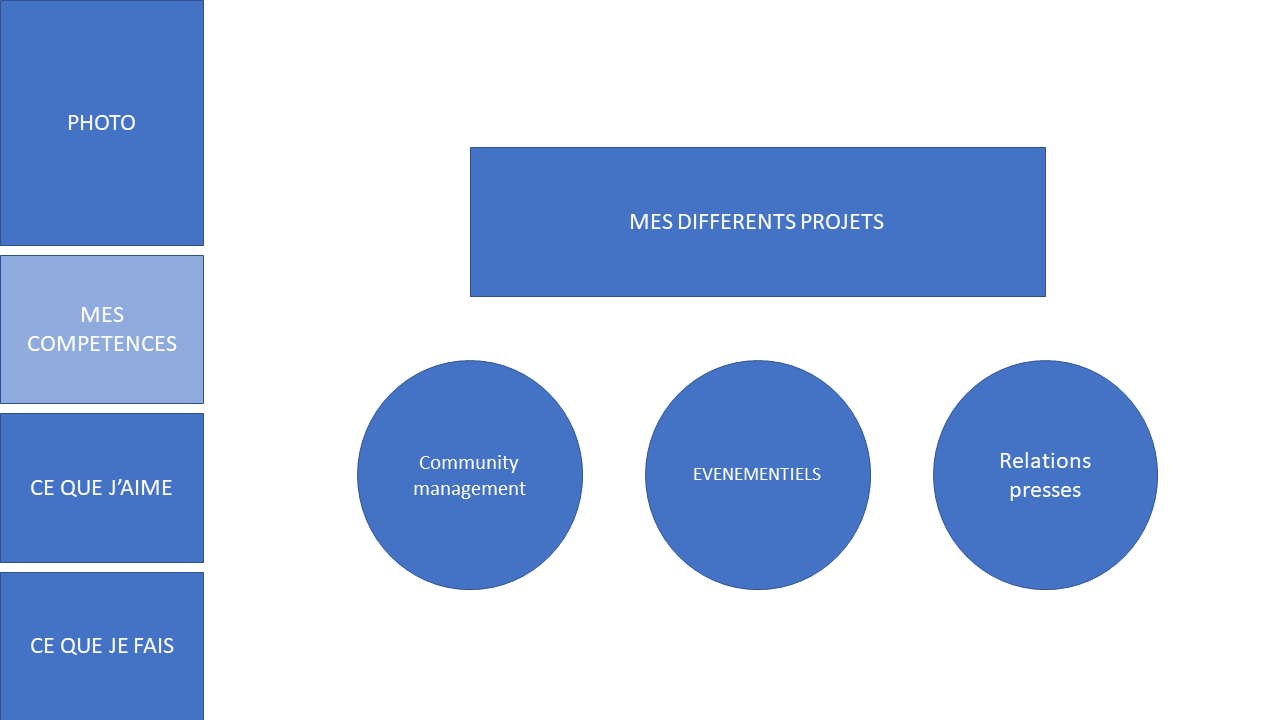 PHOTO
MES
COMPETENCES
CE QUE J’AIME
CE QUE JE FAIS
MES DIFFERENTS PROJETS
Community
management
EVENEMENTIELS
Relations
presses